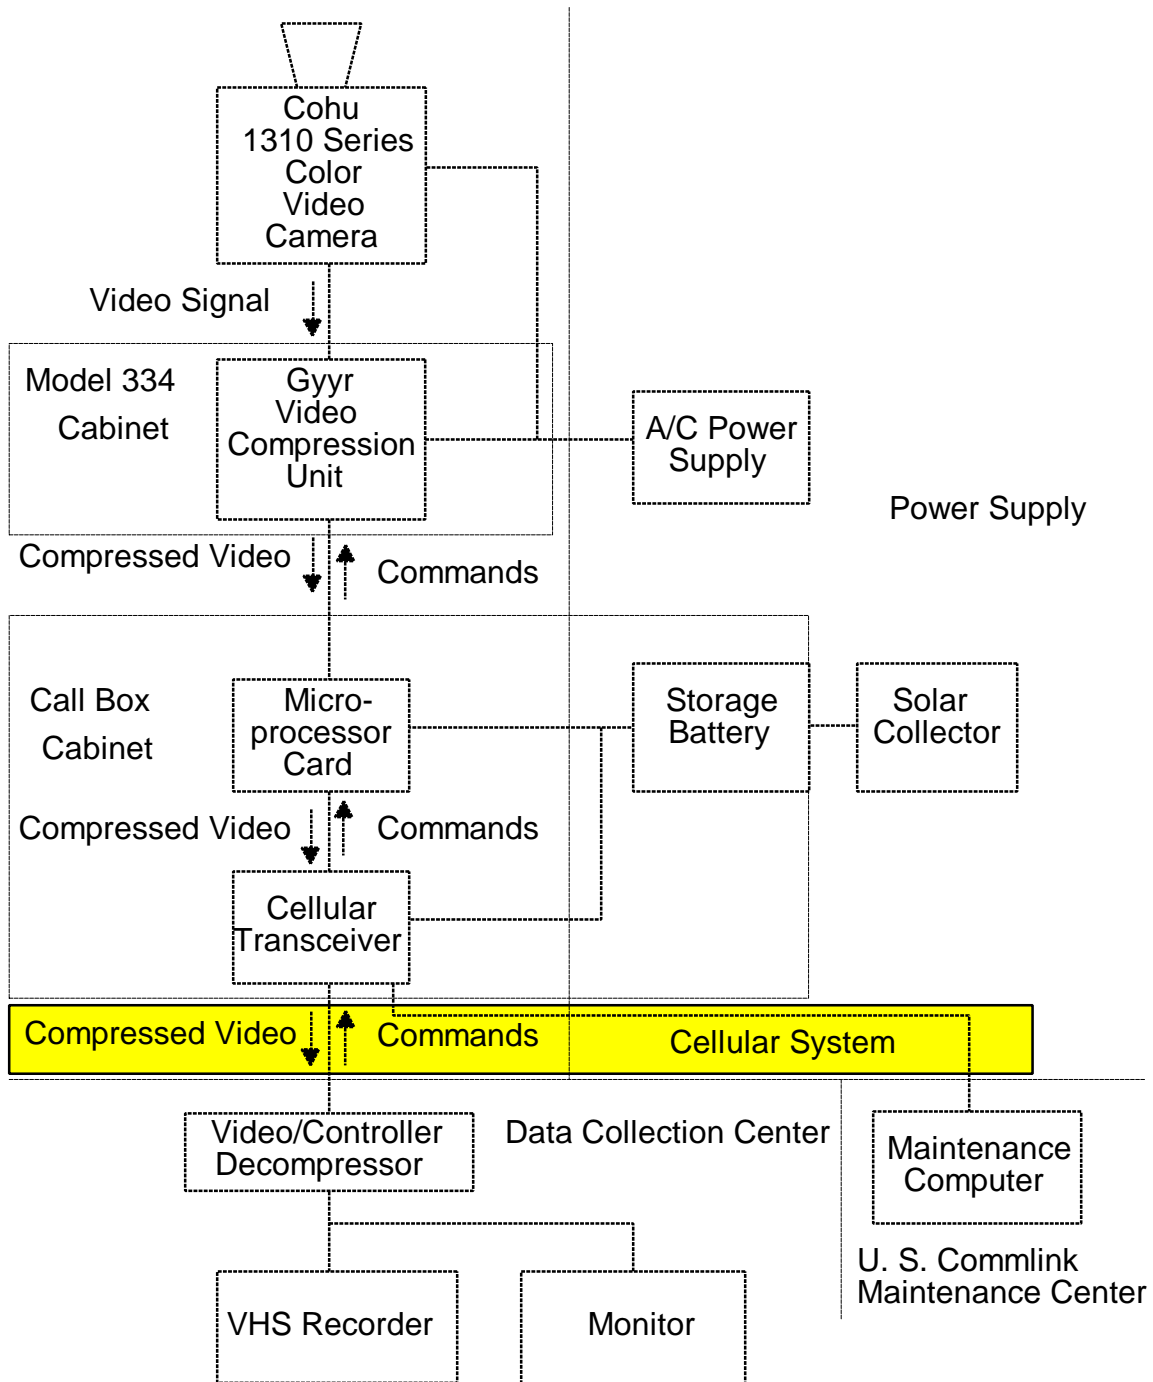 Cohu
1310 Series
Color
Video
Camera
Video Signal
Model 334
Cabinet
Gyyr
Video
Compression
Unit
A/C Power
Supply
Power Supply
Compressed Video
Commands
Call Box
Cabinet
Micro-
processor
Card
Storage
Battery
Solar
Collector
Compressed Video
Commands
Cellular
Transceiver
Compressed Video
Commands
Cellular System
Video/Controller
Decompressor
Data Collection Center
Maintenance
Computer
U. S. Commlink
Maintenance Center
VHS Recorder
Monitor